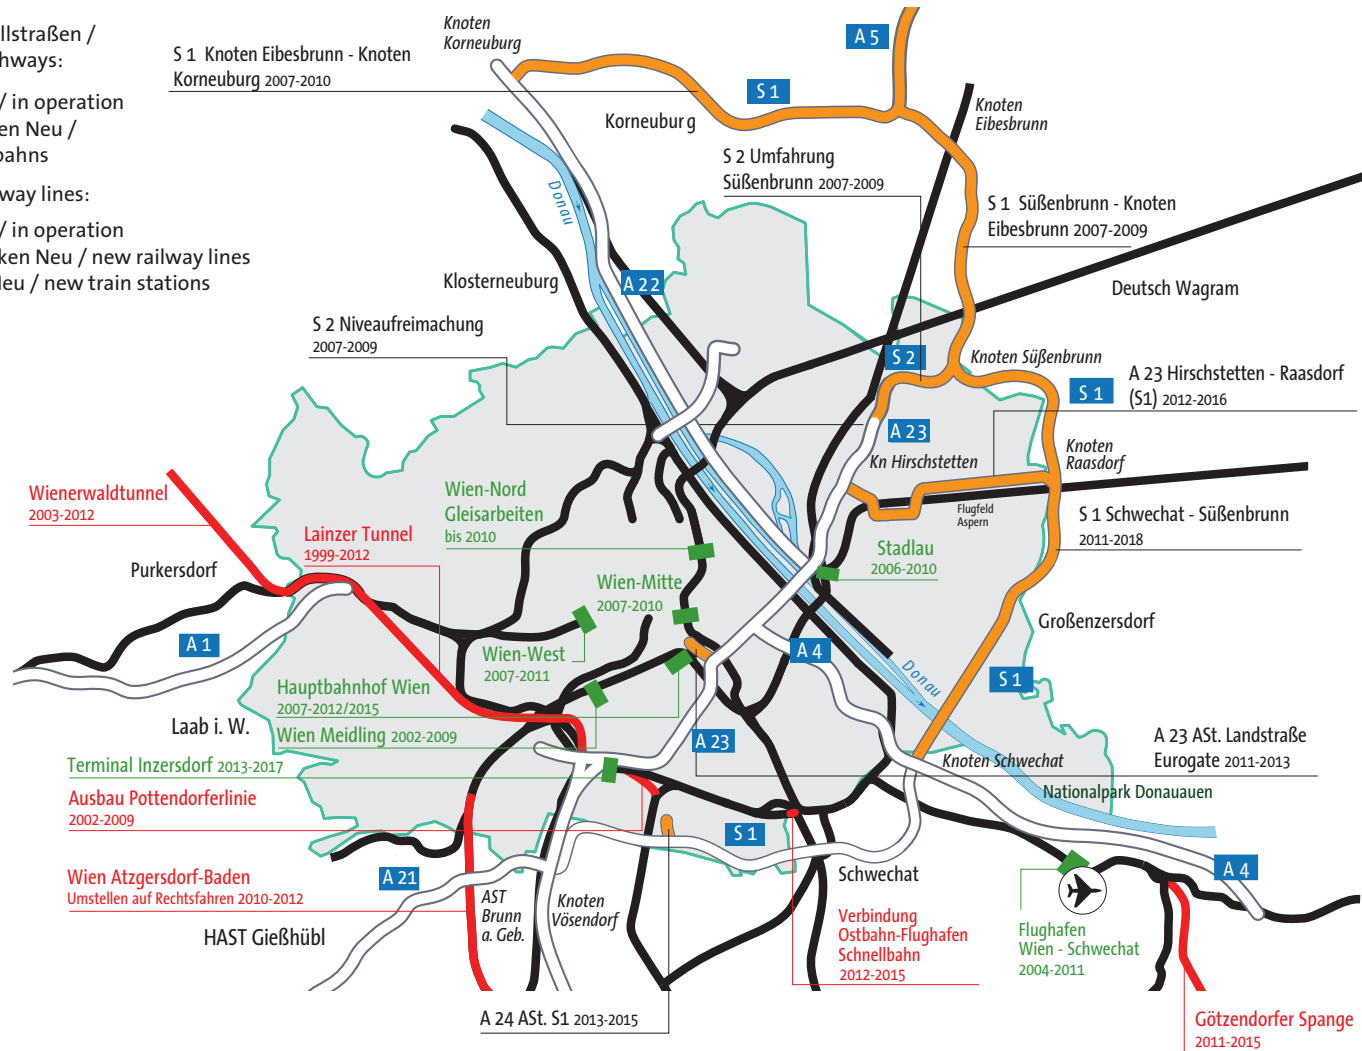 llstraßen /
hways:
/ in operation
en Neu /
bahns
way lines:
/ in operation
ken Neu / new railway lines
Neu / new train stations
S 1 Knoten Eibesbrunn - Knoten
Korneuburg 2007-2010
Knoten
Korneuburg
A 5
S 1
Korneuburg
Knoten
Eibesbrunn
S 2 Umfahrung
Süßenbrunn 2007-2009
Donau
S 1 Süßenbrunn - Knoten
Eibesbrunn 2007-2009
Klosterneuburg
A 22
Deutsch Wagram
S 2 Niveaufreimachung
2007-2009
S 2
Knoten Süßenbrunn
A 23 Hirschstetten - Raasdorf
(S1) 2012-2016
S 1
A 23
Kn Hirschstetten
Knoten
Raasdorf
Wienerwaldtunnel
2003-2012
Wien-Nord
Gleisarbeiten
bis 2010
Lainzer Tunnel
1999-2012
Flugfeld
Aspern
S 1 Schwechat - Süßenbrunn
2011-2018
Stadlau
2006-2010
Purkersdorf
Wien-Mitte
2007-2010
Großenzersdorf
A 1
Wien-West
2007-2011
A 4
Donau
S 1
Hauptbahnhof Wien
2007-2012/2015
Laab i. W.
Wien Meidling 2002-2009
A 23
A 23 ASt. Landstraße
Eurogate 2011-2013
Knoten Schwechat
Terminal Inzersdorf 2013-2017
Nationalpark Donauauen
Ausbau Pottendorferlinie
2002-2009
S 1
Schwechat
A 4
Wien Atzgersdorf-Baden
Umstellen auf Rechtsfahren 2010-2012
A 21
AST
Brunn
a. Geb.
Knoten
Vösendorf
HAST Gießhübl
Verbindung
Ostbahn-Flughafen
Schnellbahn
2012-2015
Flughafen
Wien - Schwechat
2004-2011
A 24 ASt. S1 2013-2015
Götzendorfer Spange
2011-2015